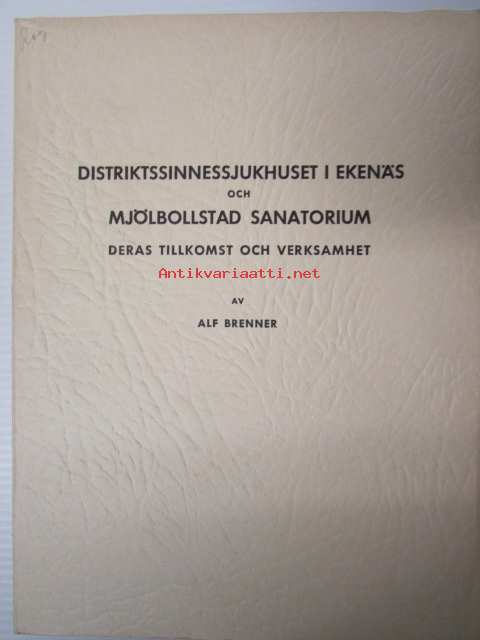 DISTRIKTSSINNESSJUKHUSET I EKENÄS
OCH
MJÖLBOLLSTAD SANATORIUM
DERAS TILLKOMST OCH VERKSAMHET
Antikvariaatti.net
AV
ALF BRENNER